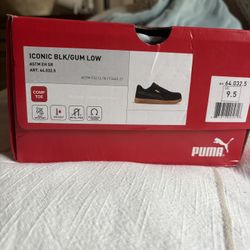 ICONIC BLK/GUM LOW
ASTM EH SR
ART. 64.032.5
COMP
TOE
ART 64.032.5
9.5
PUMA